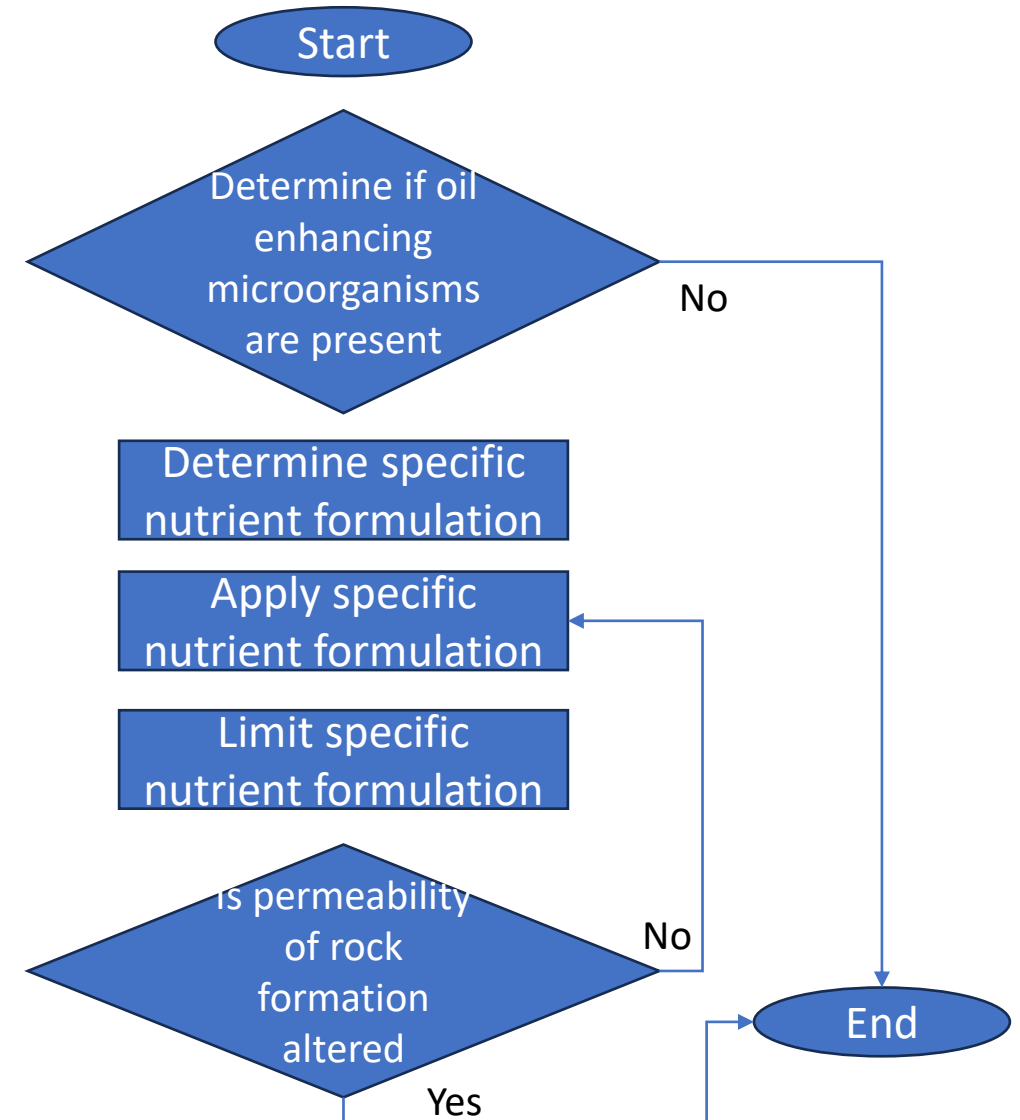 Start
Determine if oil
enhancing
microorganisms
are present
No
Determine specific
nutrient formulation
Apply specific
nutrient formulation
Limit specific
nutrient formulation
Is permeability
of rock
formation
altered
No
End
Yes